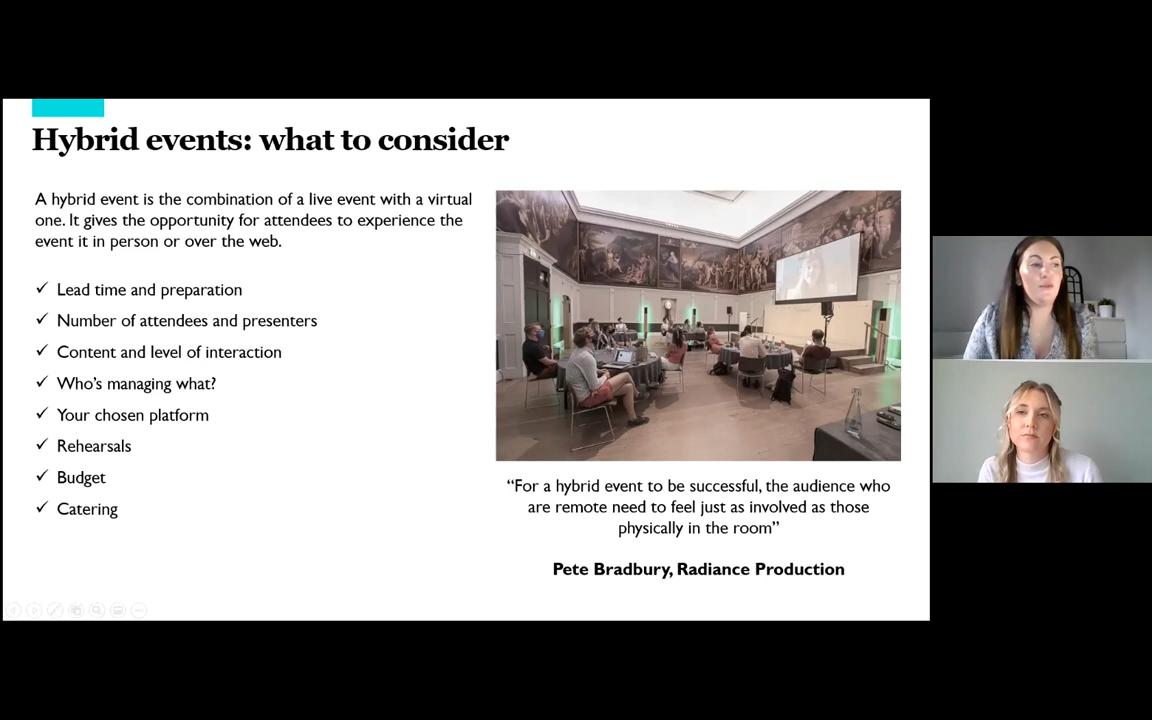 Hybrid events: what to consider
A hybrid event is the combination of a live event with a virtual
one. It gives the opportunity for attendees to experience the
event it in person or over the web.
✓ Lead time and preparation
✓ Number of attendees and presenters
✓ Content and level of interaction
✓ Who's managing what?
✓ Your chosen platform
✓ Rehearsals
✓ Budget
✓ Catering
“For a hybrid event to be successful, the audience who
are remote need to feel just as involved as those
physically in the room”
Pete Bradbury, Radiance Production